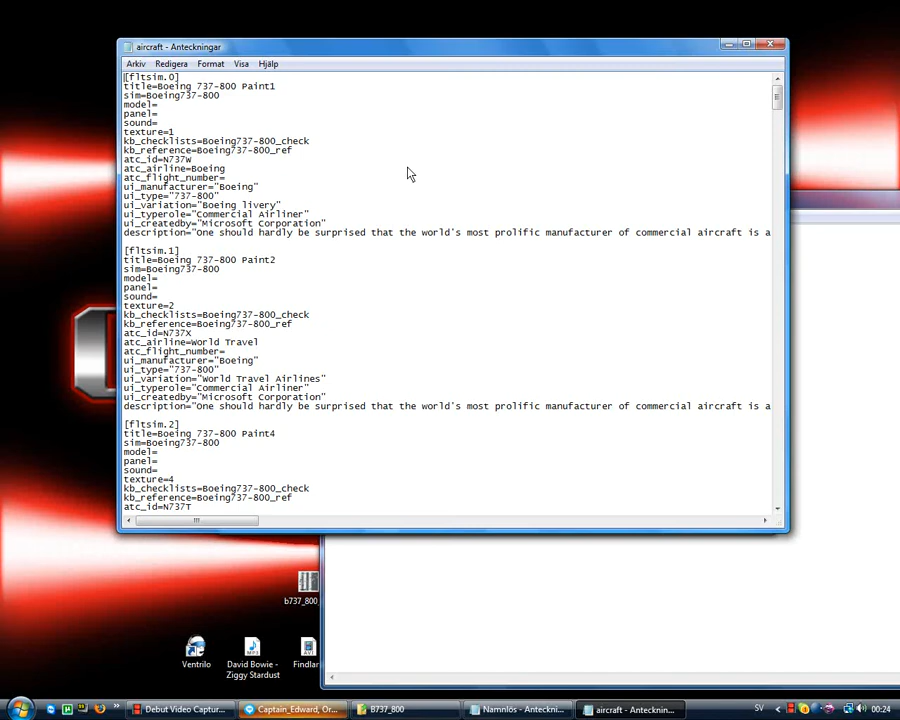 aircraft - Anteckningar
Arkiv Redigera Format Visa Hjälp
[fltsim.0]
title=Boeing 737-800 Paint1
sim=Boeing737-800
model=
panel=
sound=
texture=1
kb_checklists=Boeing737-800_check
kb_reference=Boeing737-800_ref
atc_id=N737W
atc_airline=Boeing
atc_flight_number=
ui_manufacturer="Boeing"
ui_type="737-800"
ui_variation="Boeing livery"
ui_typerole="Commercial Airliner"
ui_createdby="Microsoft Corporation"
description="One should hardly be surprised that the world's most prolific manufacturer of commercial aircraft is a
[fltsim.1]
title=Boeing 737-800 Paint2
sim=Boeing737-800
model=
panel=
sound=
texture=2
kb_checklists=Boeing737-800_check
kb_reference=Boeing737-800_ref
atc_id=N737X
atc_airline=World Travel
atc_flight_number=
ui_manufacturer="Boeing"
ui_type="737-800"
ui_variation="World Travel Airlines"
ui_typerole="Commercial Airliner"
ui_createdby="Microsoft Corporation"
description="One should hardly be surprised that the world's most prolific manufacturer of commercial aircraft is a
[fltsim.2]
title=Boeing 737-800 Paint4
sim=Boeing737-800
model=
panel=
sound=
texture=4
kb_checklists=Boeing737-800_check
kb_reference=Boeing737-800_ref
atc_id=N737T
b737_800_
Ventrilo
David Bowie -
Ziggy Stardust
Findlar
Debut Video Captur...
Captain_Edward, Or...
B737_800
Namnlös - Anteckni...
aircraft - Antecknin...
SV
00:24